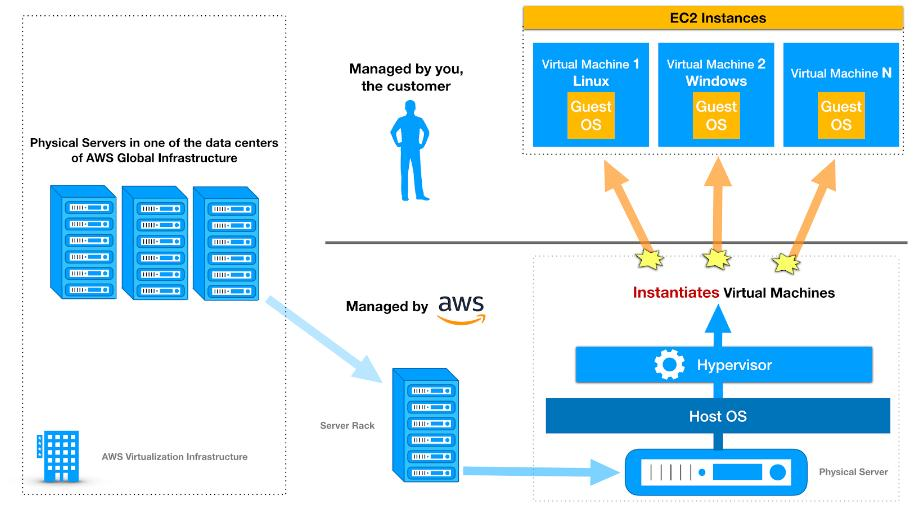 EC2 Instances
Managed by you,
the customer
Virtual Machine 1
Linux
Guest
OS
Virtual Machine 2
Windows
Guest
OS
Virtual Machine N
Guest
OS
Physical Servers in one of the data centers
of AWS Global Infrastructure
Instantiates Virtual Machines
Managed by aws
Hypervisor
Host OS
Server Rack
AWS Virtualization Infrastructure
Physical Server